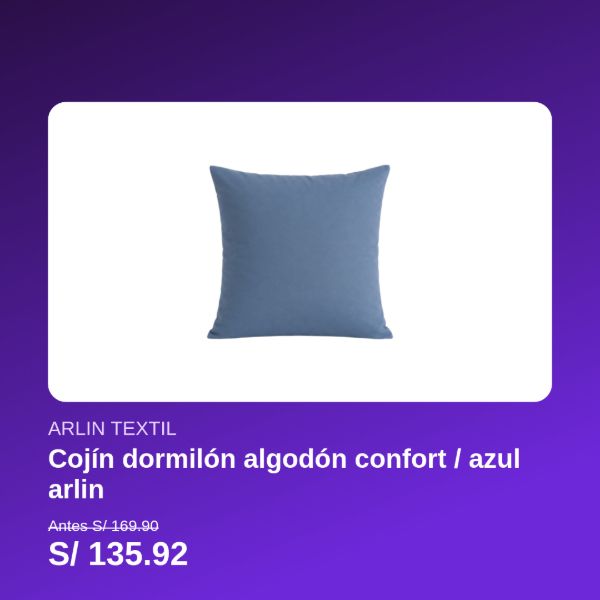 ARLIN TEXTIL
Cojín dormilón algodón confort / azul
arlin
Antes S/ 169.90
S/ 135.92